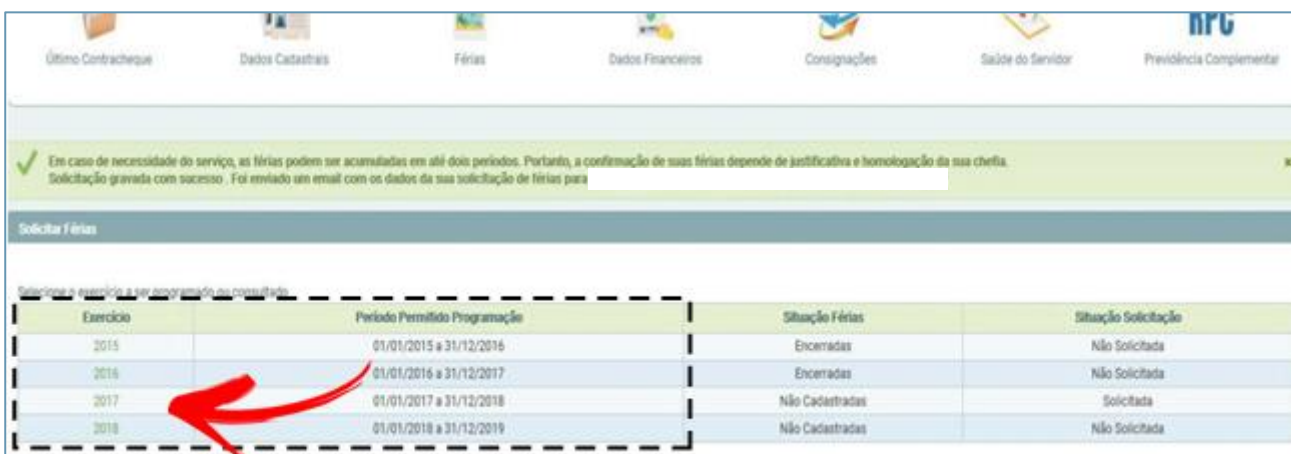 RPC
Último Contracheque Dados Cadastrais Férias Dados Financeiros Consignações Saúde do Servidor Previdência Complementar
Em caso de necessidade do serviço, as férias podem ser acumuladas em até dois períodos. Portanto, a confirmação de suas férias depende de justificativa e homologação da sua chefia. x
Solicitação gravada com sucesso . Foi enviado um email com os dados da sua solicitação de férias para
Solicitar Férias
Selecione o exercício a ser programado ou consultado
Exercício Período Permitido Programação Situação Férias Situação Solicitação
2015 01/01/2015 a 31/12/2016 Encerradas Não Solicitada
2016 01/01/2016 a 31/12/2017 Encerradas Não Solicitada
2017 01/01/2017 a 31/12/2018 Não Cadastradas Solicitada
2018 01/01/2018 a 31/12/2019 Não Cadastradas Não Solicitada